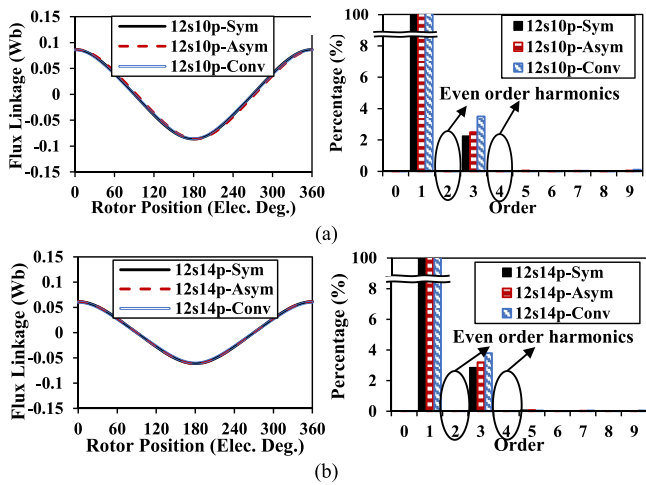 0.15
0.1
0.05
0
-0.05
-0.1
-0.15
Flux Linkage (Wb)
12s10p-Sym
12s10p-Asym
12s10p-Conv
0 60 120 180 240 300 360
Rotor Position (Elec. Deg.)
100
8
6
4
2
0
Percentage (%)
12s10p-Sym
12s10p-Asym
12s10p-Conv
Even order harmonics
0 1 2 3 4 5 6 7 8 9
Order
(a)
0.15
0.1
0.05
0
-0.05
-0.1
-0.15
Flux Linkage (Wb)
12s14p-Sym
12s14p-Asym
12s14p-Conv
0 60 120 180 240 300 360
Rotor Position (Elec. Deg.)
100
8
6
4
2
0
Percentage (%)
12s14p-Sym
12s14p-Asym
12s14p-Conv
Even order harmonics
0 1 2 3 4 5 6 7 8 9
Order
(b)